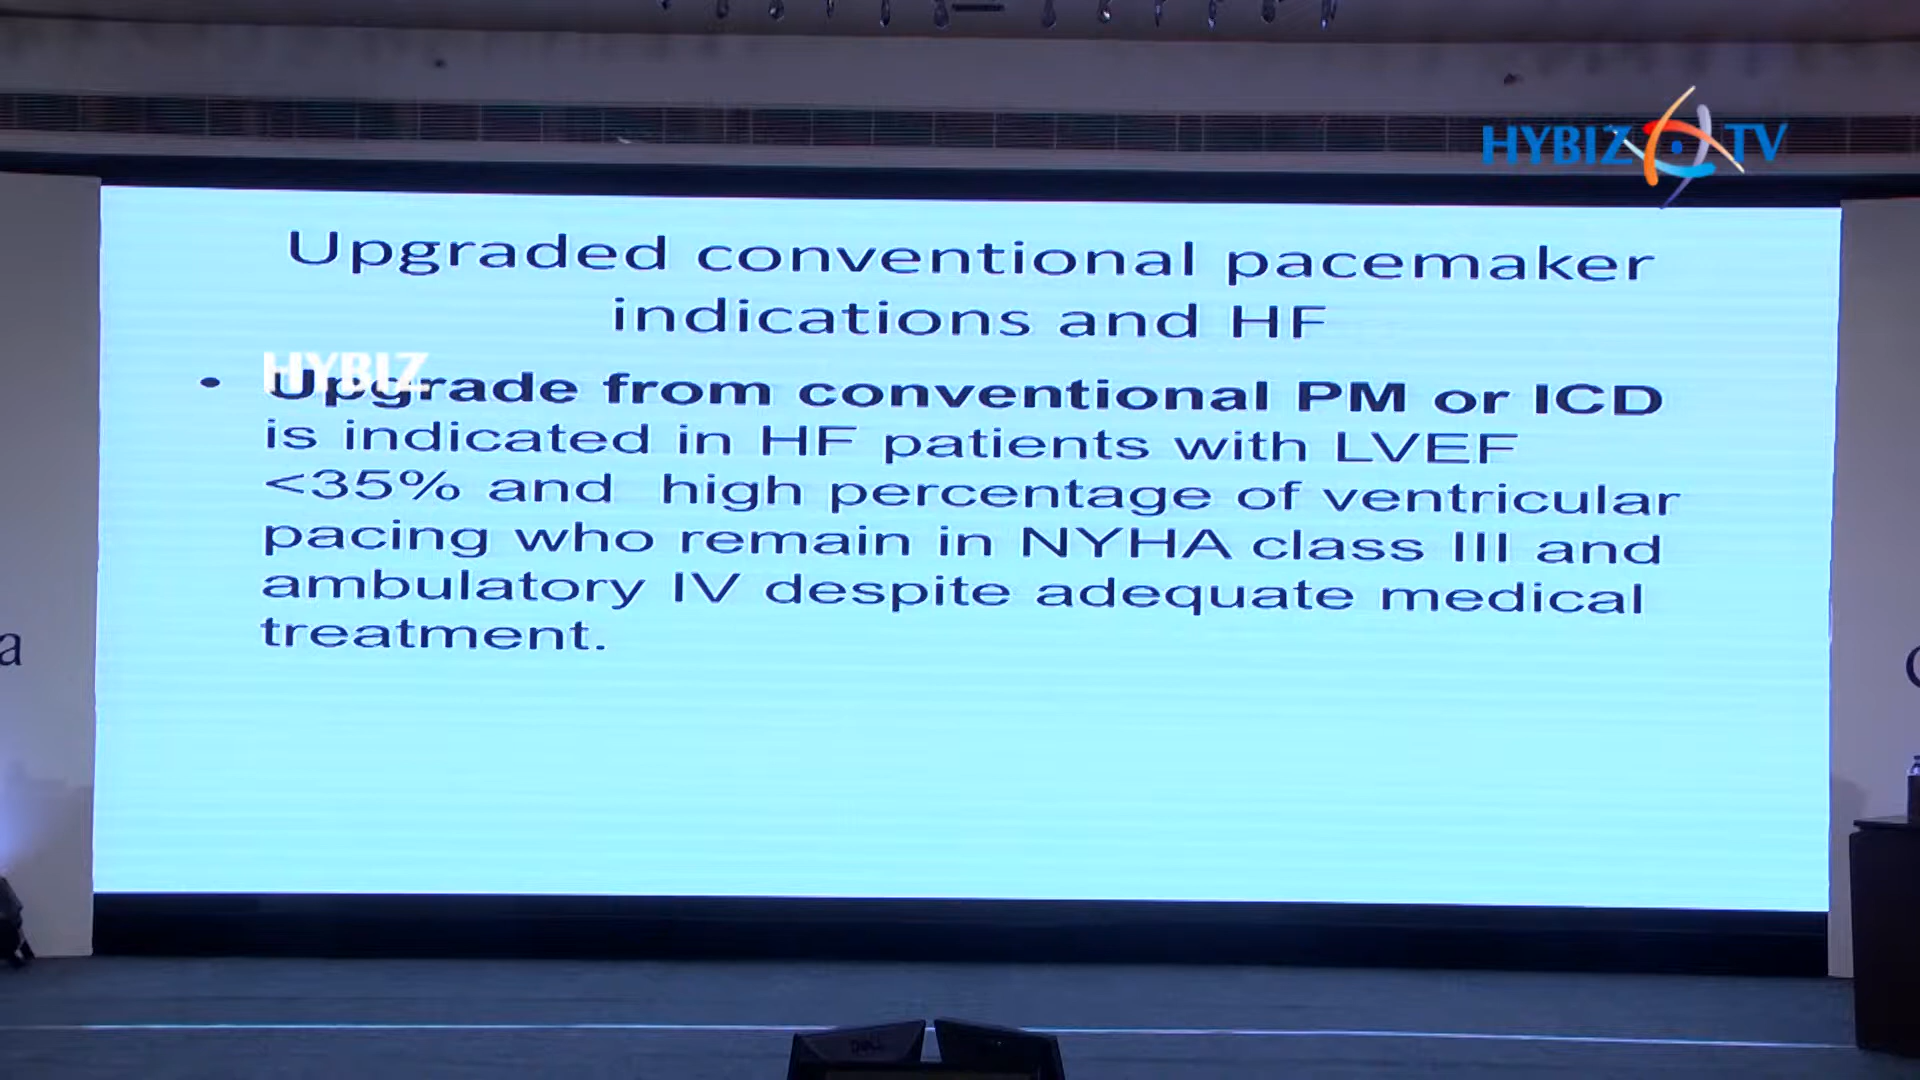 HYBIZ TV
Upgraded conventional pacemaker
indications and HF
HYBIZ
• Upgrade from conventional PM or ICD
is indicated in HF patients with LVEF
<35% and high percentage of ventricular
pacing who remain in NYHA class III and
ambulatory IV despite adequate medical
treatment.
a
DELL